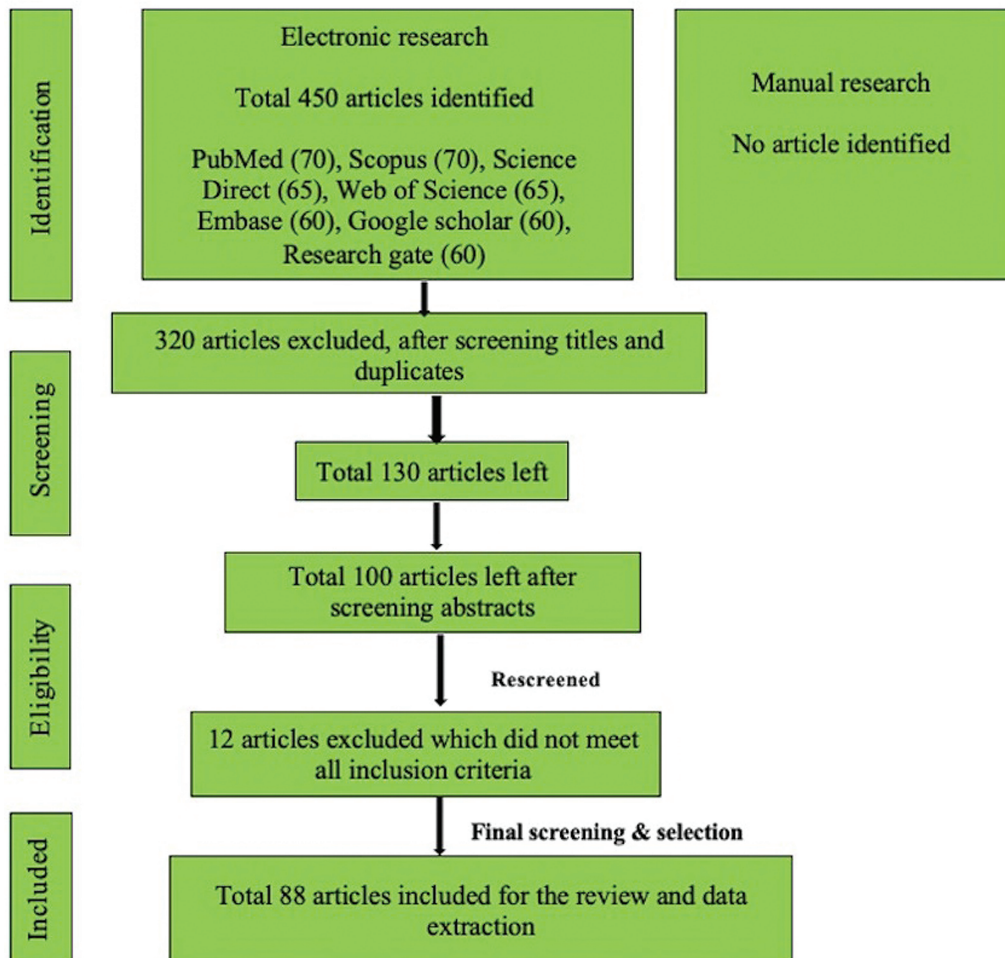 Identification
Electronic research
Total 450 articles identified
PubMed (70), Scopus (70), Science
Direct (65), Web of Science (65),
Embase (60), Google scholar (60),
Research gate (60)
Manual research
No article identified
Screening
320 articles excluded, after screening titles and
duplicates
Total 130 articles left
Eligibility
Total 100 articles left after
screening abstracts
Rescreened
12 articles excluded which did not meet
all inclusion criteria
Included
Final screening & selection
Total 88 articles included for the review and data
extraction